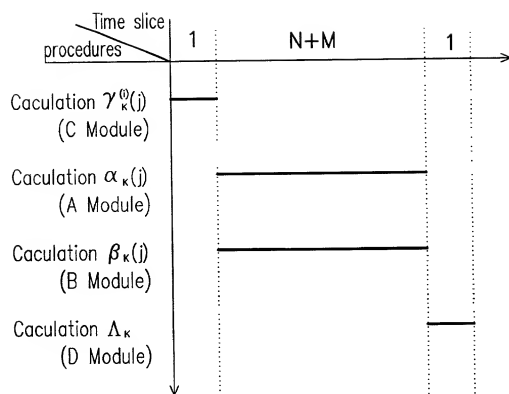 Time slice
procedures
1
N+M
1
Caculation γκ⁽ⁱ⁾(j)
(C Module)
Caculation ακ(j)
(A Module)
Caculation βκ(j)
(B Module)
Caculation Λκ
(D Module)